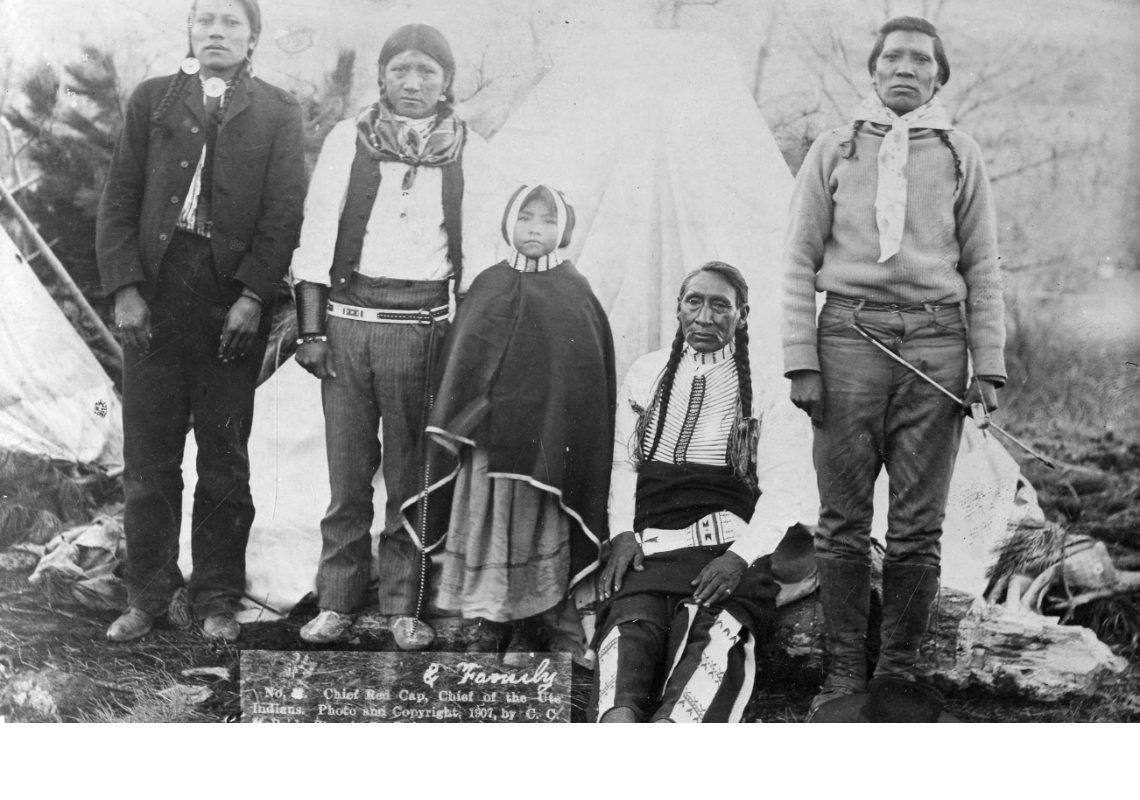 & Family
No. Chief Red Cap, Chief of the Ute
Indians. Photo and Copyright, 1907, by C. C.